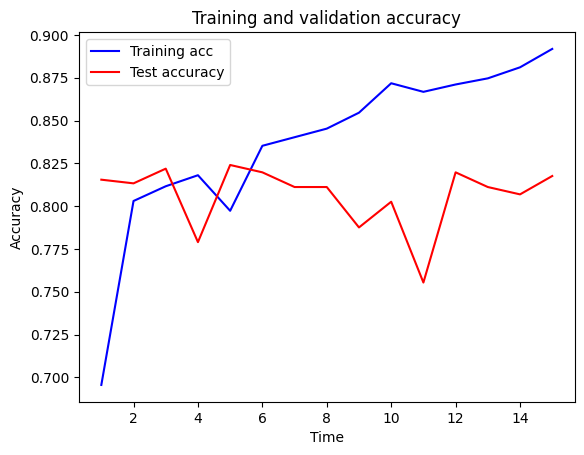 Training and validation accuracy
Training acc
Test accuracy
Accuracy
0.900
0.875
0.850
0.825
0.800
0.775
0.750
0.725
0.700
2 4 6 8 10 12 14
Time